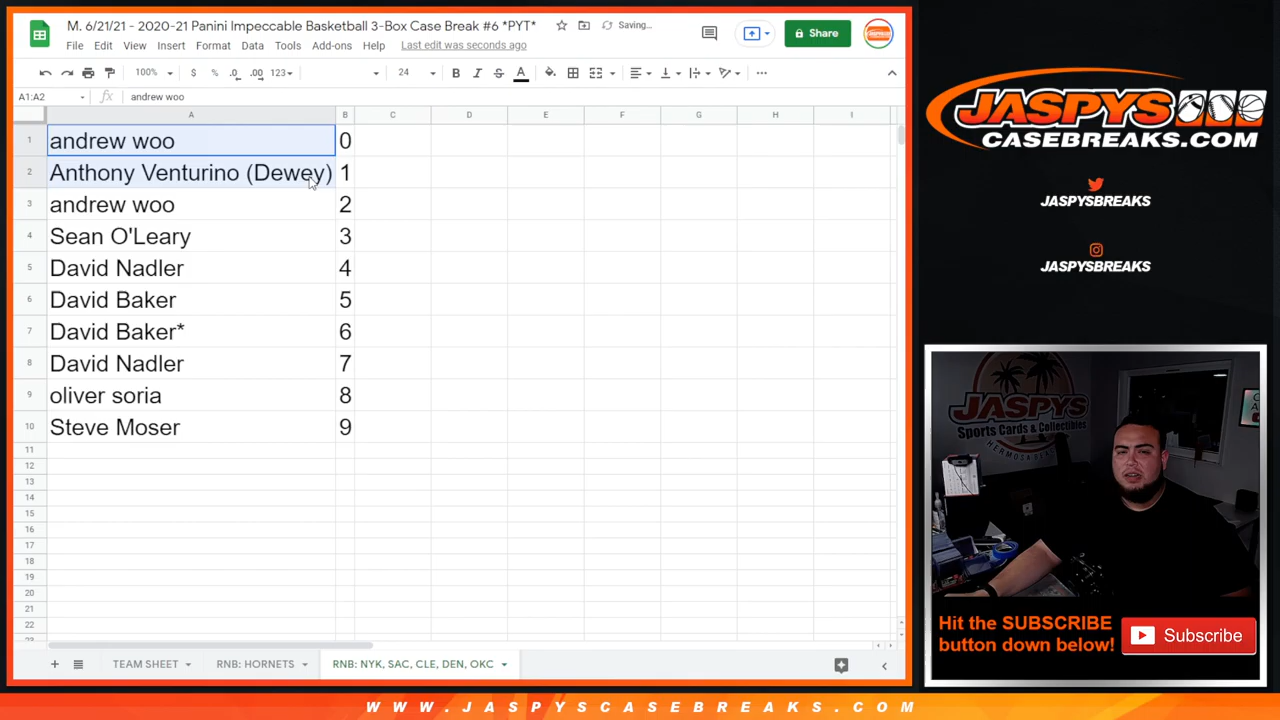 M. 6/21/21 - 2020-21 Panini Impeccable Basketball 3-Box Case Break #6 *PYT*
Saving...
File Edit View Insert Format Data Tools Add-ons Help Last edit was seconds ago
Share
100% $ % .0 .00 123 24 B I S A
A1:A2 fx andrew woo
A B C D E F G H I
1 andrew woo 0
2 Anthony Venturino (Dewey) 1
3 andrew woo 2
4 Sean O'Leary 3
5 David Nadler 4
6 David Baker 5
7 David Baker* 6
8 David Nadler 7
9 oliver soria 8
10 Steve Moser 9
11
12
13
14
15
16
17
18
19
20
21
22
23
TEAM SHEET RNB: HORNETS RNB: NYK, SAC, CLE, DEN, OKC
JASPYS
CASEBREAKS.COM
JASPYSBREAKS
JASPYSBREAKS
JASPYS
Sports Cards & Collectibles
Hit the SUBSCRIBE
button down below!
Subscribe
WWW.JASPYSCASEBREAKS.COM